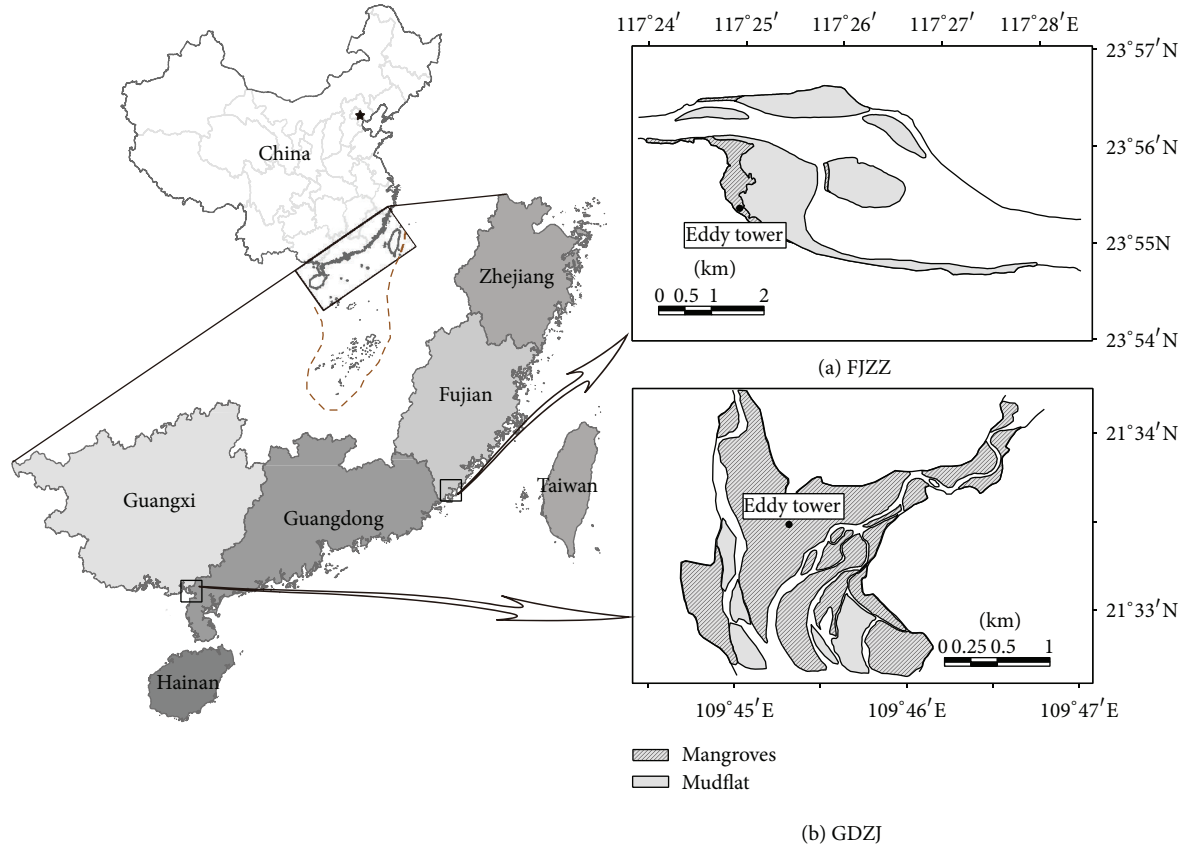 China
Zhejiang
Fujian
Taiwan
Guangxi
Guangdong
Hainan
117°24′ 117°25′ 117°26′ 117°27′ 117°28′E
23°57′N
23°56′N
23°55N
23°54′N
Eddy tower
(km)
0 0.5 1 2
(a) FJZZ
21°34′N
21°33′N
Eddy tower
(km)
0 0.25 0.5 1
109°45′E 109°46′E 109°47′E
Mangroves
Mudflat
(b) GDZJ